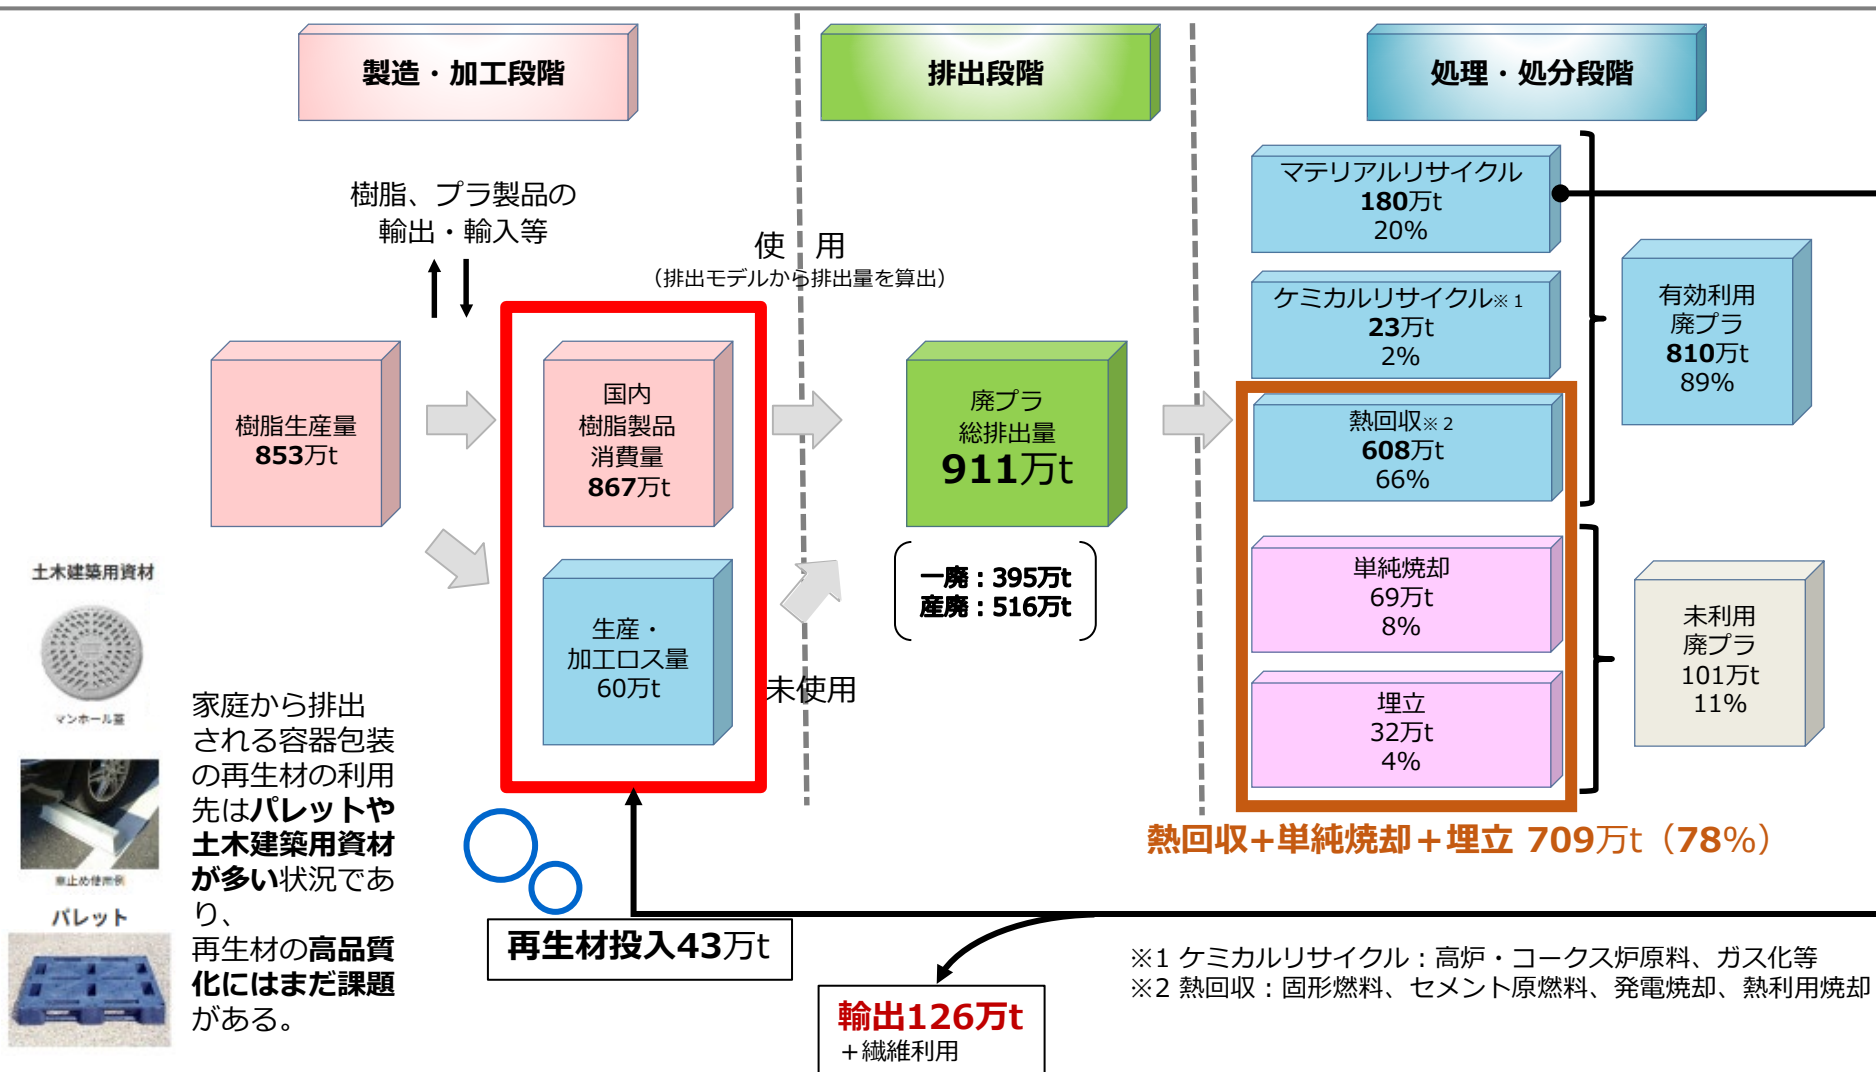 製造・加工段階
排出段階
処理・処分段階
樹脂、プラ製品の
輸出・輸入等
使 用
（排出モデルから排出量を算出）
樹脂生産量
853万t
国内
樹脂製品
消費量
867万t
生産・
加工ロス量
60万t
未使用
廃プラ
総排出量
911万t
一廃：395万t
産廃：516万t
マテリアルリサイクル
180万t
20%
ケミカルリサイクル※１
23万t
2%
熱回収※２
608万t
66%
単純焼却
69万t
8%
埋立
32万t
4%
有効利用
廃プラ
810万t
89%
未利用
廃プラ
101万t
11%
熱回収+単純焼却＋埋立 709万t（78%）
土木建築用資材
マンホール蓋
車止め使用例
パレット
家庭から排出
される容器包装
の再生材の利用
先はパレットや
土木建築用資材
が多い状況であ
り、
再生材の高品質
化にはまだ課題
がある。
再生材投入43万t
輸出126万t
＋繊維利用
※1 ケミカルリサイクル：高炉・コークス炉原料、ガス化等
※2 熱回収：固形燃料、セメント原燃料、発電焼却、熱利用焼却